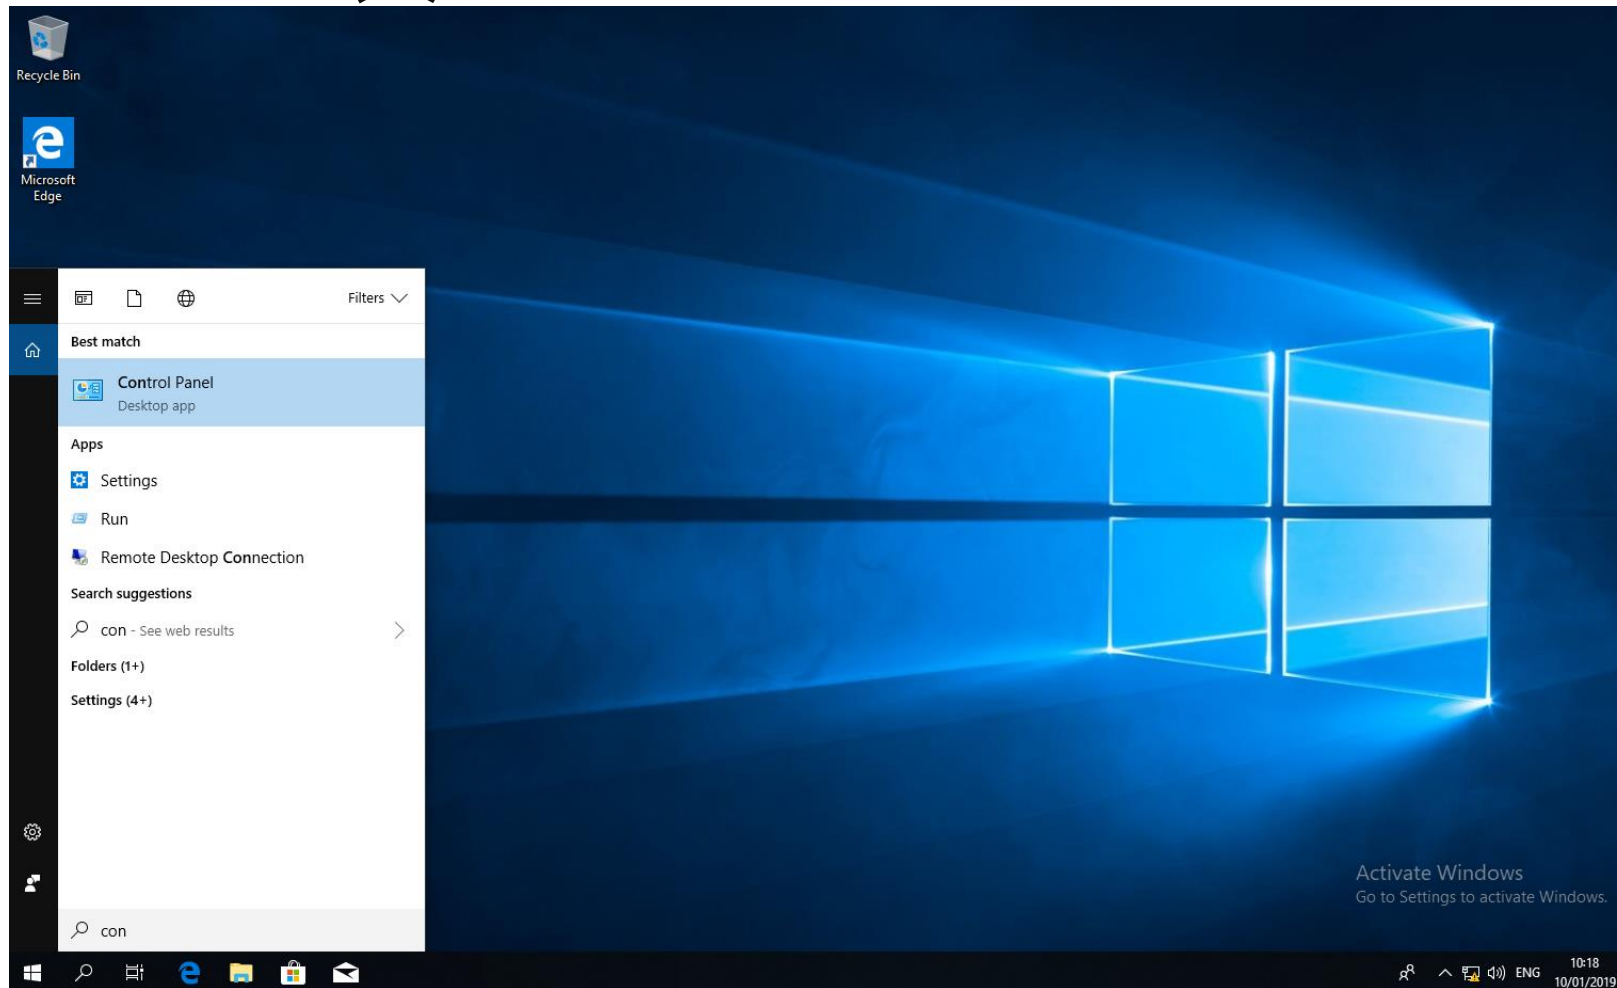 Recycle Bin
Microsoft
Edge
Filters
Best match
Control Panel
Desktop app
Apps
Settings
Run
Remote Desktop Connection
Search suggestions
con - See web results
Folders (1+)
Settings (4+)
con
Activate Windows
Go to Settings to activate Windows.
ENG
10:18
10/01/2019